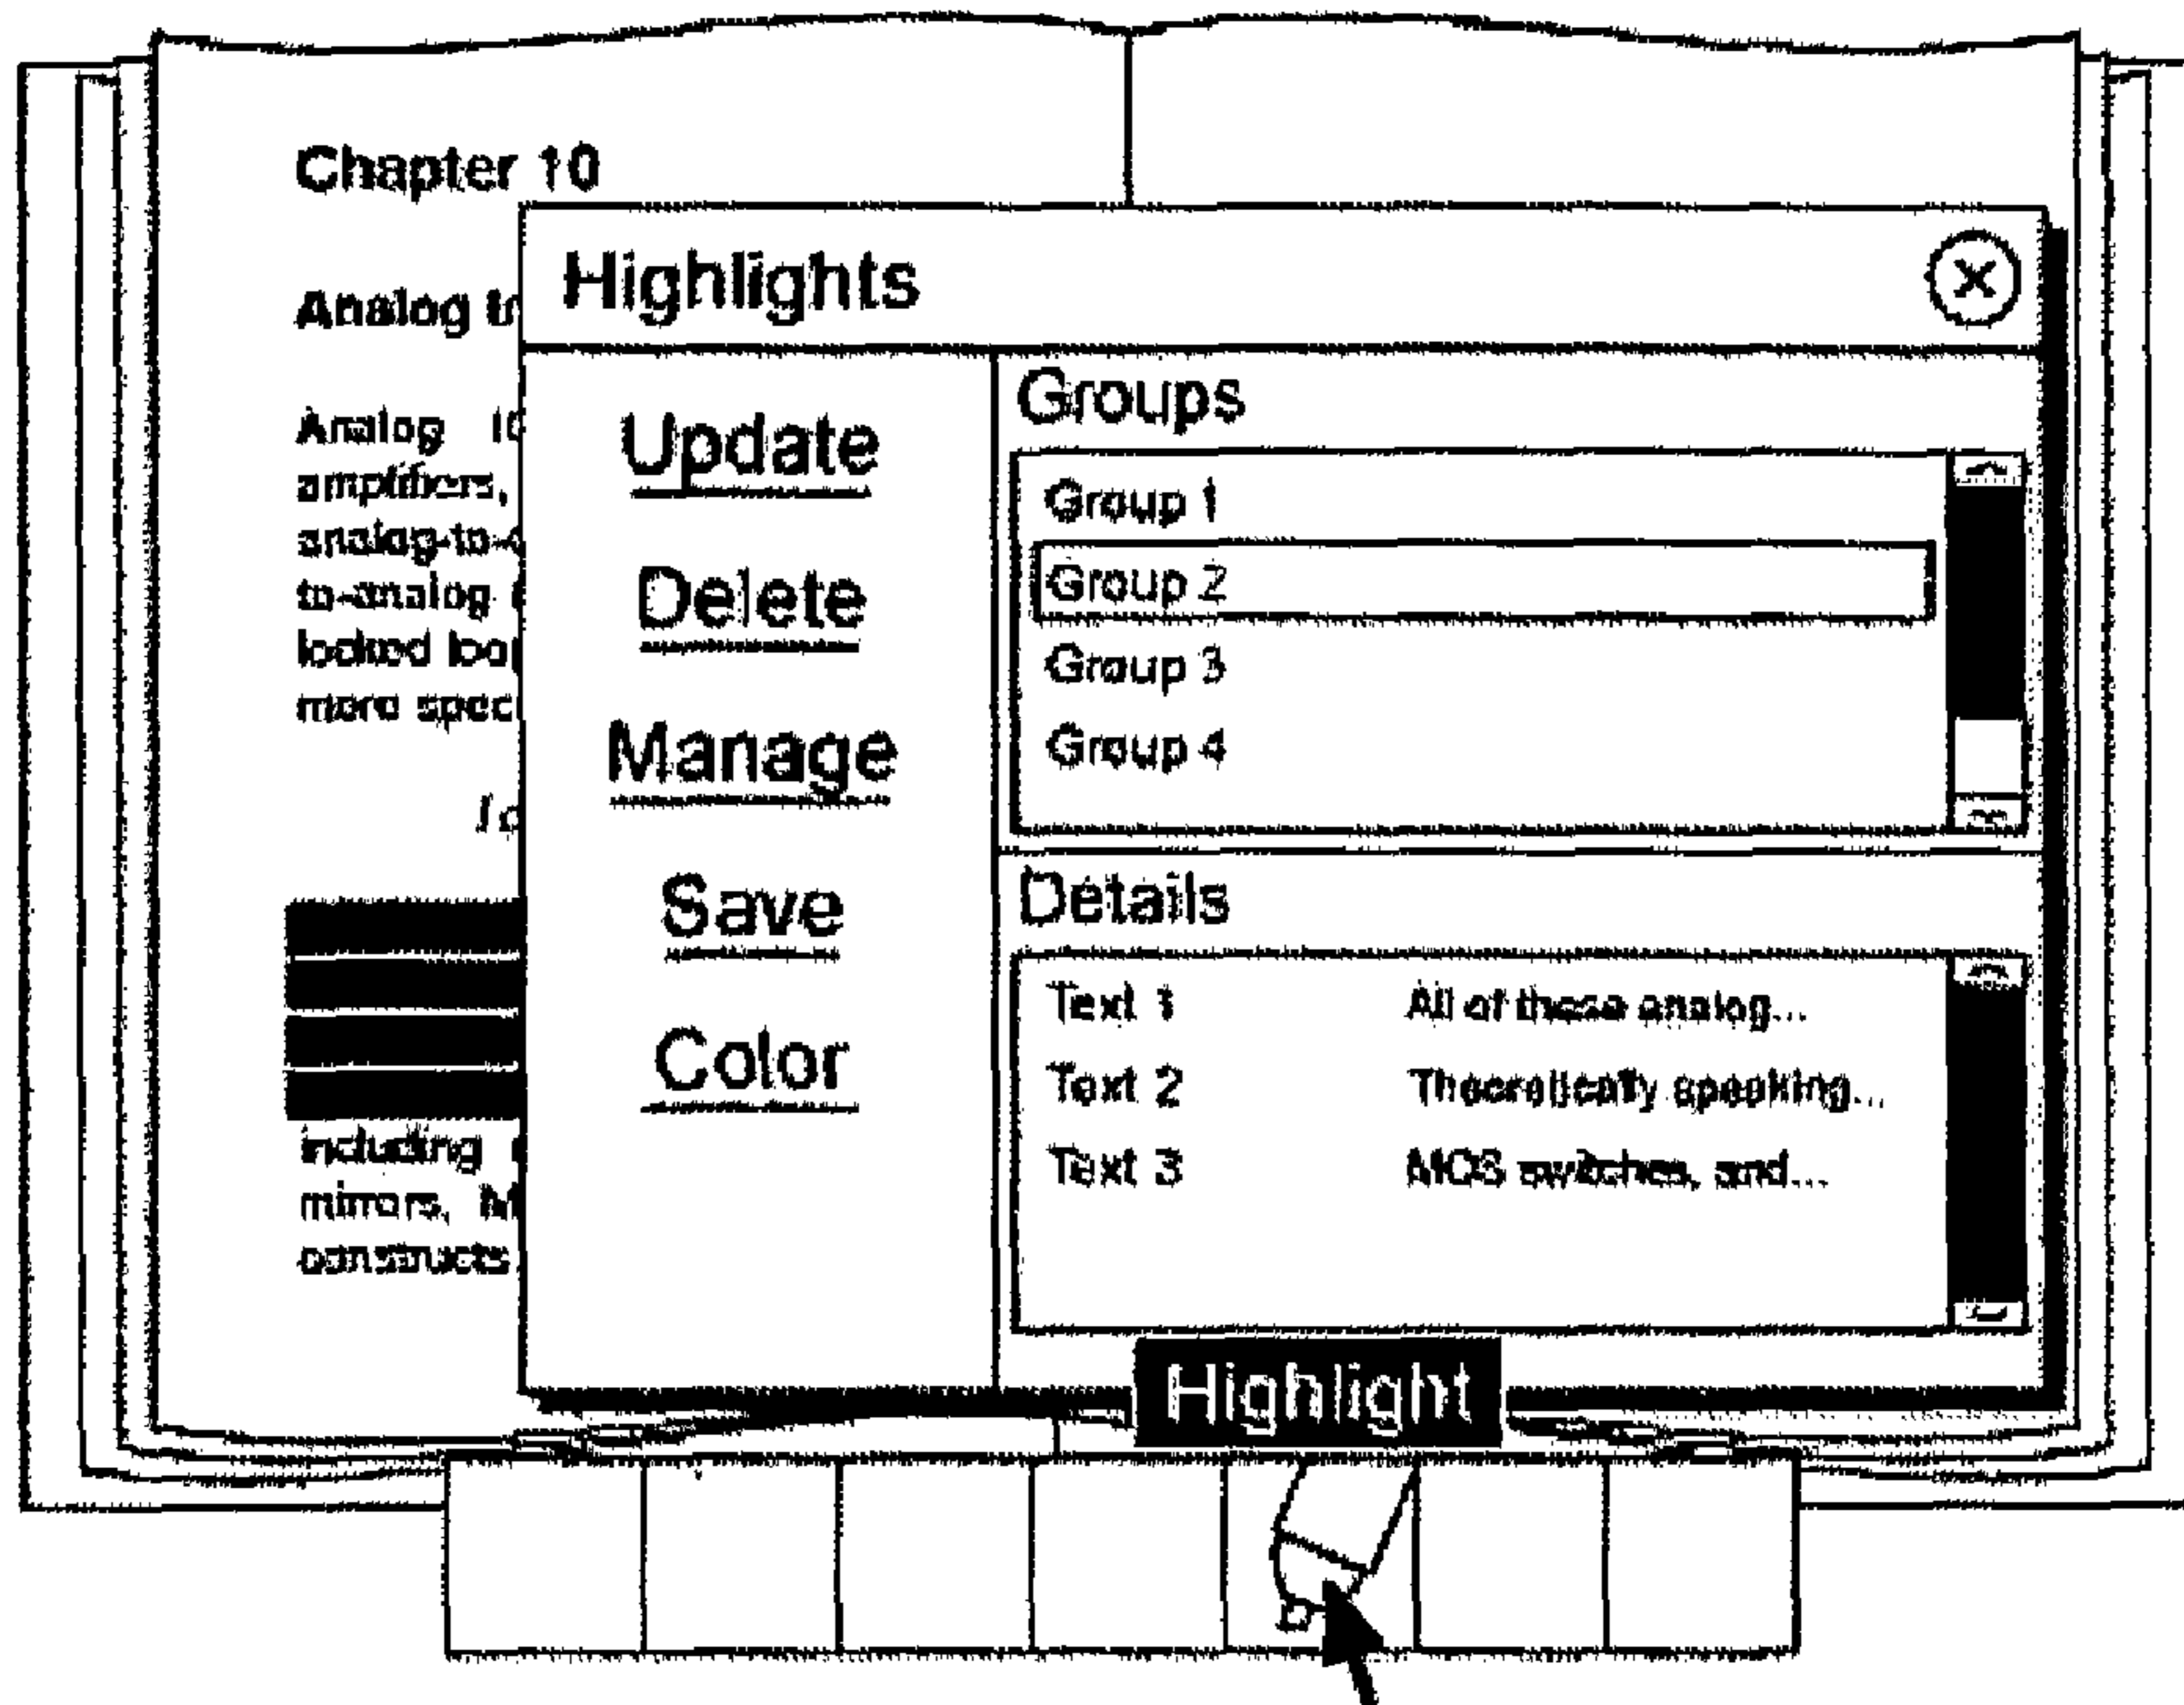 Chapter 10
Highlights
Analog
Groups
Analog
amplifiers,
analog-to-
to-analog
locked
more
Update
Delete
Manage
Save
Color
Group 1
Group 2
Group 3
Group 4
Details
Text 1 All of these analog...
Text 2 Theoretically speaking...
Text 3 MOS switches, and...
including
mirrors,
constructs
Highlight